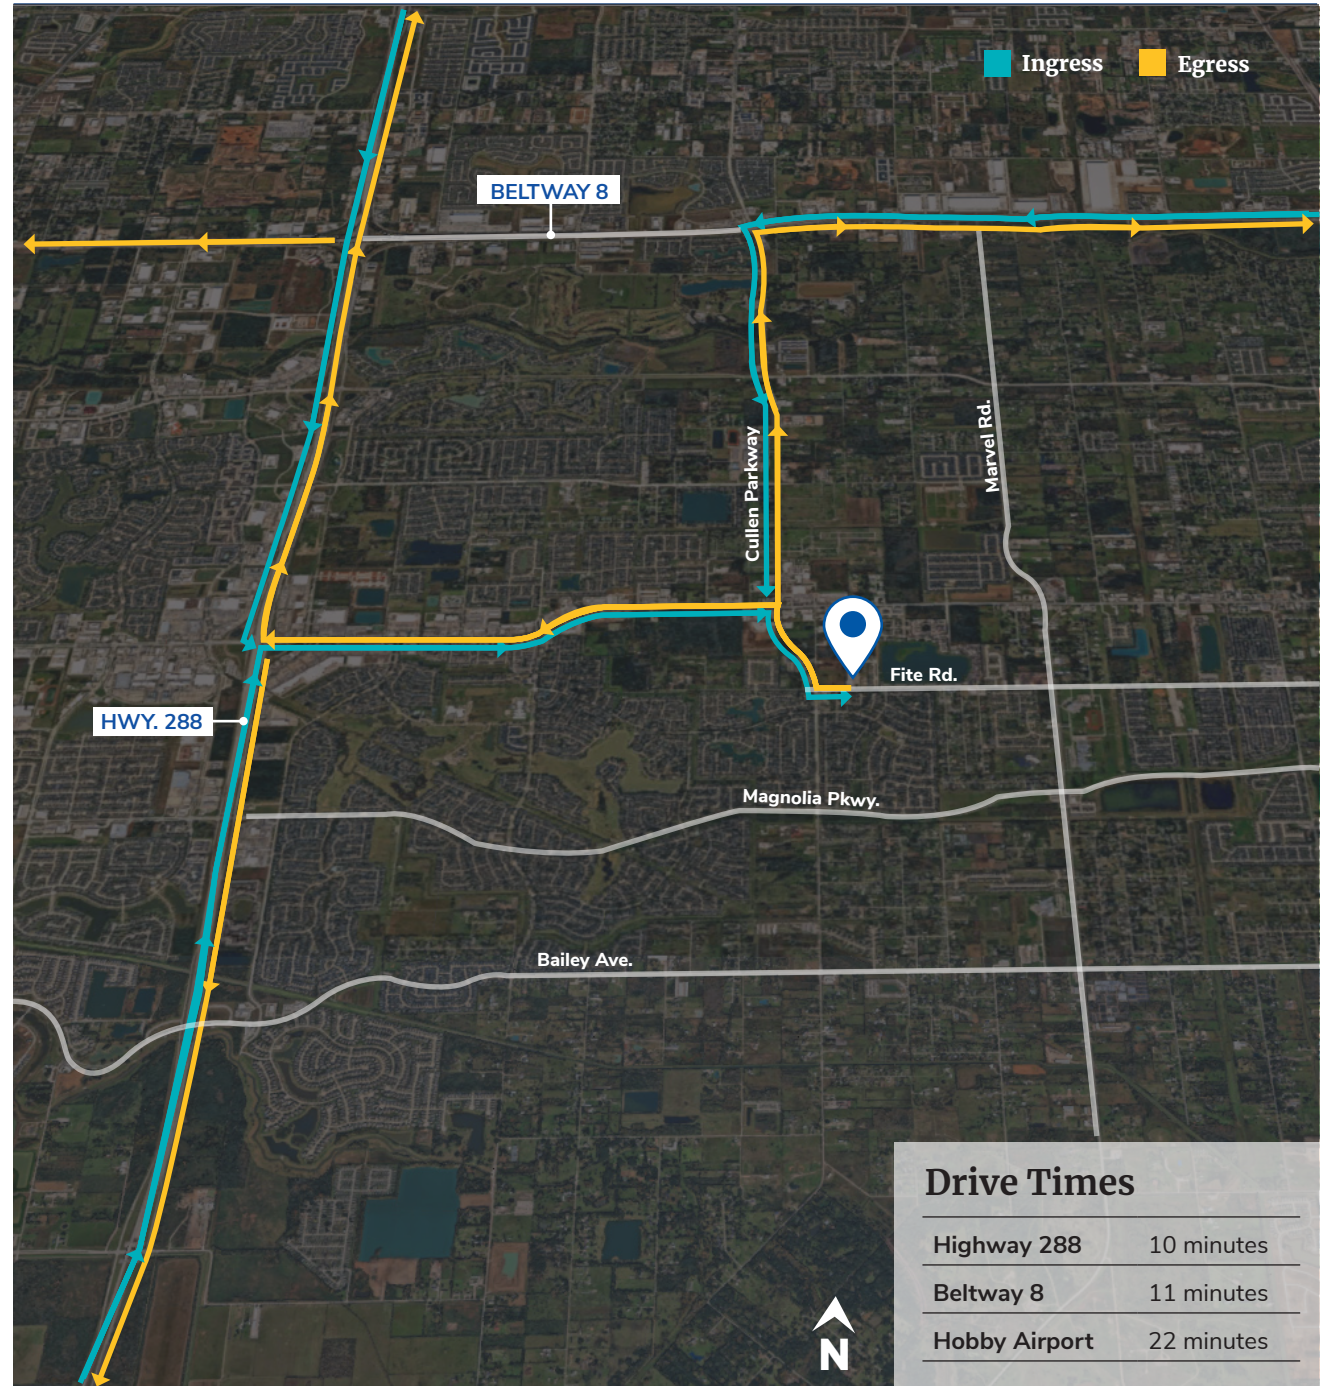 Ingress Egress
BELTWAY 8
Marvel Rd.
Cullen Parkway
Fite Rd.
HWY. 288
Magnolia Pkwy.
Bailey Ave.
Drive Times
Highway 288 10 minutes
Beltway 8 11 minutes
Hobby Airport 22 minutes
N